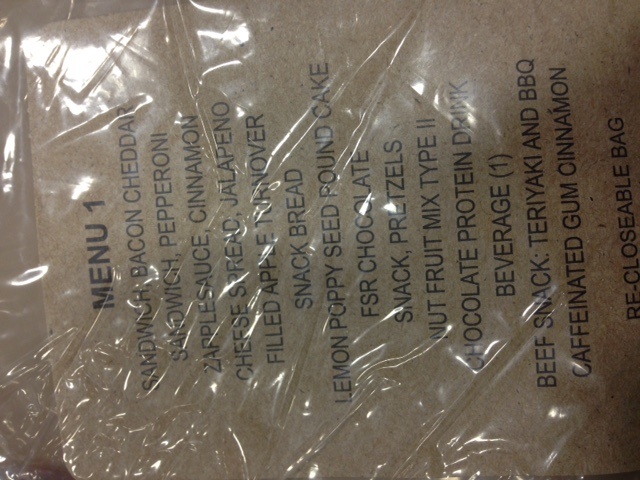 MENU 1
SANDWICH, BACON CHEDDAR
SANDWICH, PEPPERONI
ZAPPLESAUCE, CINNAMON
CHEESE SPREAD, JALAPENO
FILLED APPLE TURNOVER
SNACK BREAD
LEMON POPPY SEED POUND CAKE
FSR CHOCOLATE
SNACK, PRETZELS
NUT FRUIT MIX TYPE II
CHOCOLATE PROTEIN DRINK
BEVERAGE (1)
BEEF SNACK: TERIYAKI AND BBQ
CAFFEINATED GUM CINNAMON
RE-CLOSEABLE BAG